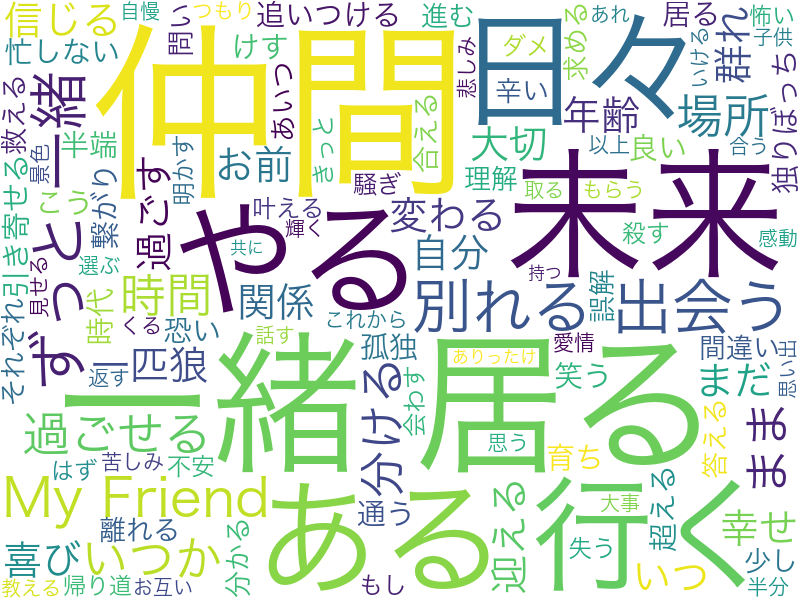 信じる
自慢
つもり
追いつける
進む
求める
居る
あれ
怖い
子供
忙しない
一緒
仲間
問い
けす
あいつ
悲しみ
日々
ダメ
辛い
群れ
いける
独りぼっち
救える
景色
半端
お前
明かす
きっと
合える
年齢
場所
大切
以上
良い
合う
理解
それぞれ
引き寄せる
こう
繋がり
過ごす
騒ぎ
やる
叶える
輝く
共に
変わる
自分
未来
取る
もらう
殺す
感動
見せる
ずっと
選ぶ
時代
時間
関係
持つ
別れる
出会う
誤解
くる
恐い
話す
これから
返す
一匹狼
一緒
孤独
ありったけ
愛情
間違い
思い出
居る
過ごせる
分ける
会わす
笑う
まだ
まま
思う
答える
はず
苦しみ
不安
ある
育ち
My Friend
通う
迎える
行く
大事
超える
幸せ
離れる
分かる
失う
少し
喜び
いつか
いつ
教える
帰り道
お互い
もし
半分